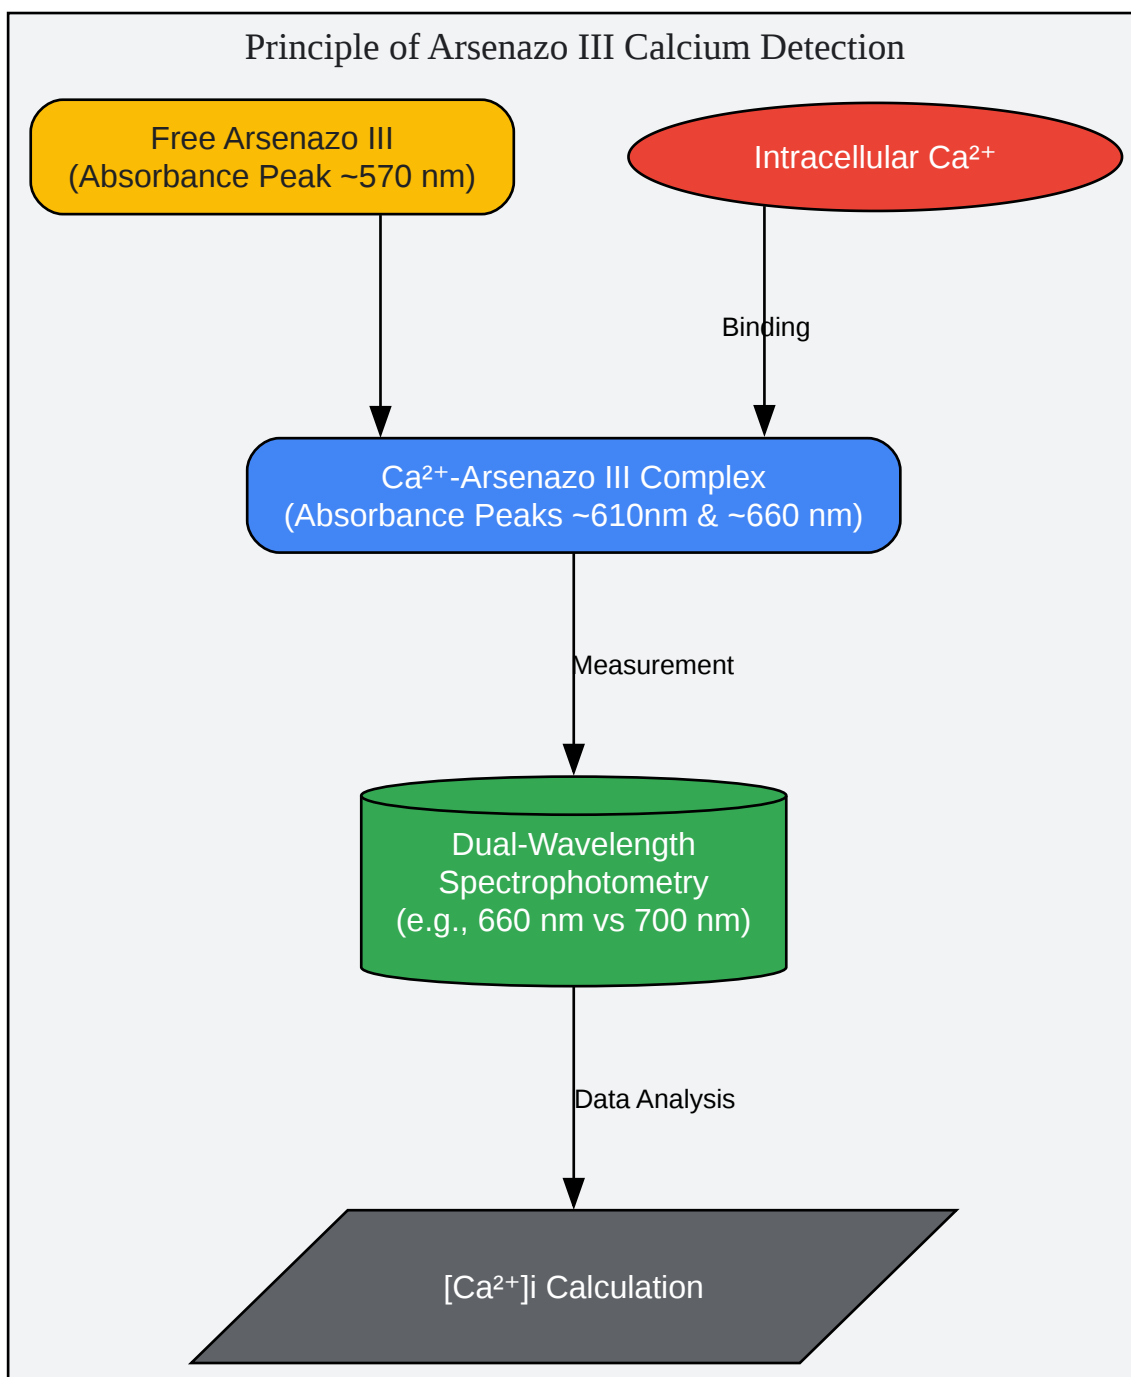 Principle of Arsenazo III Calcium Detection
Free Arsenazo III
(Absorbance Peak ~570 nm)
Intracellular Ca²⁺
Binding
Ca²⁺-Arsenazo III Complex
(Absorbance Peaks ~610nm & ~660 nm)
Measurement
Dual-Wavelength
Spectrophotometry
(e.g., 660 nm vs 700 nm)
Data Analysis
[Ca²⁺]i Calculation